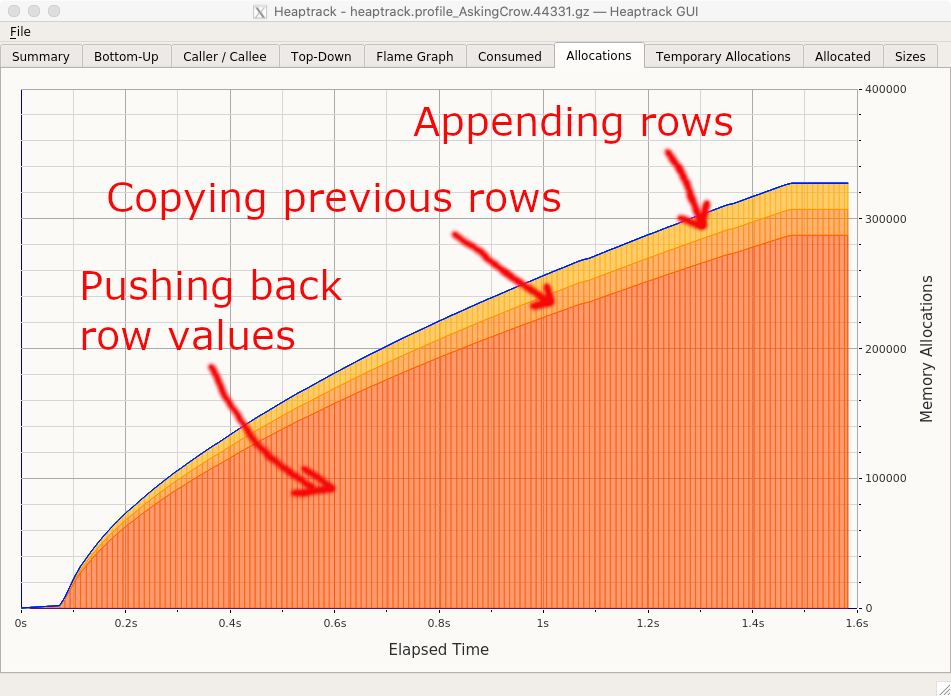 Heaptrack - heaptrack.profile_AskingCrow.44331.gz — Heaptrack GUI
File
Summary Bottom-Up Caller / Callee Top-Down Flame Graph Consumed Allocations Temporary Allocations Allocated Sizes
400000
Appending rows
Copying previous rows
300000
Pushing back
row values
200000
Memory Allocations
100000
0
0s 0.2s 0.4s 0.6s 0.8s 1s 1.2s 1.4s 1.6s
Elapsed Time